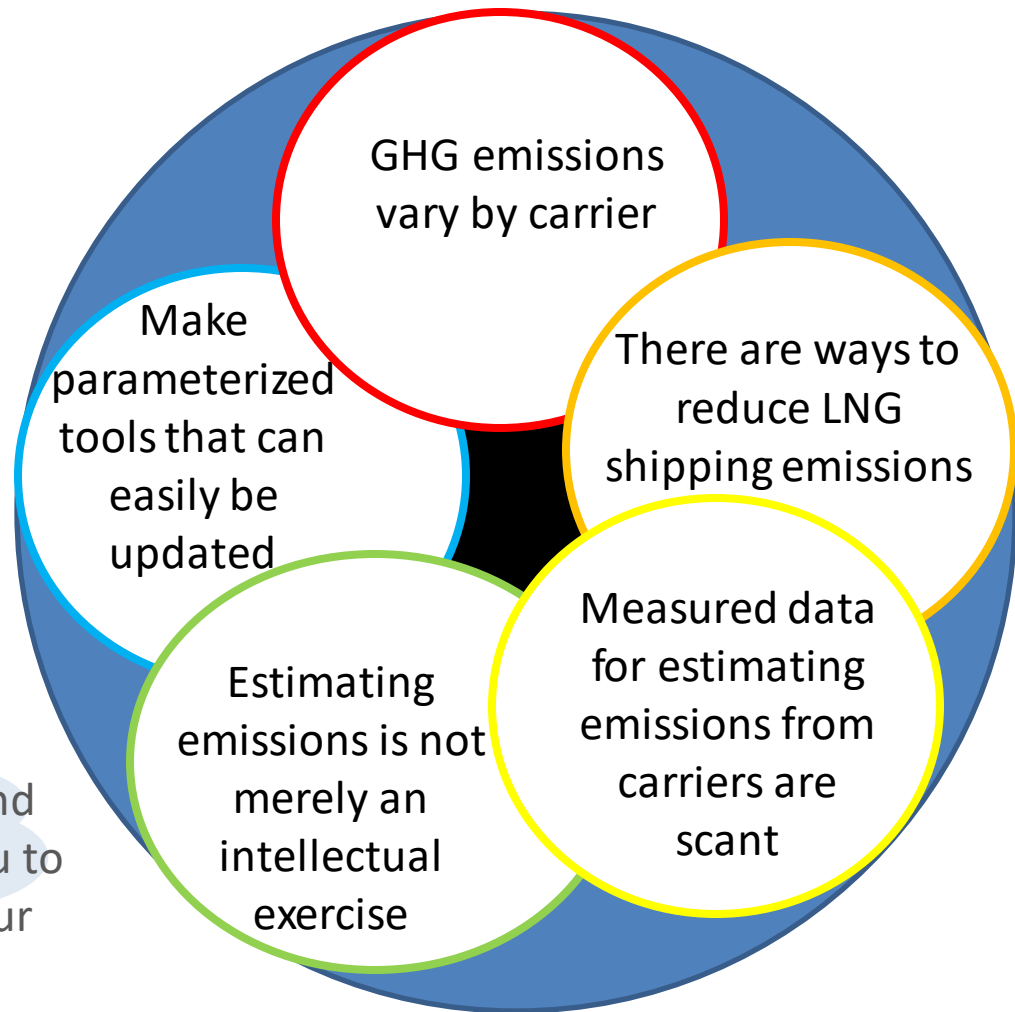 GHG emissions
vary by carrier
There are ways to
reduce LNG
shipping emissions
Measured data
for estimating
emissions from
carriers are
scant
Estimating
emissions is not
merely an
intellectual
exercise
Make
parameterized
tools that can
easily be
updated
to